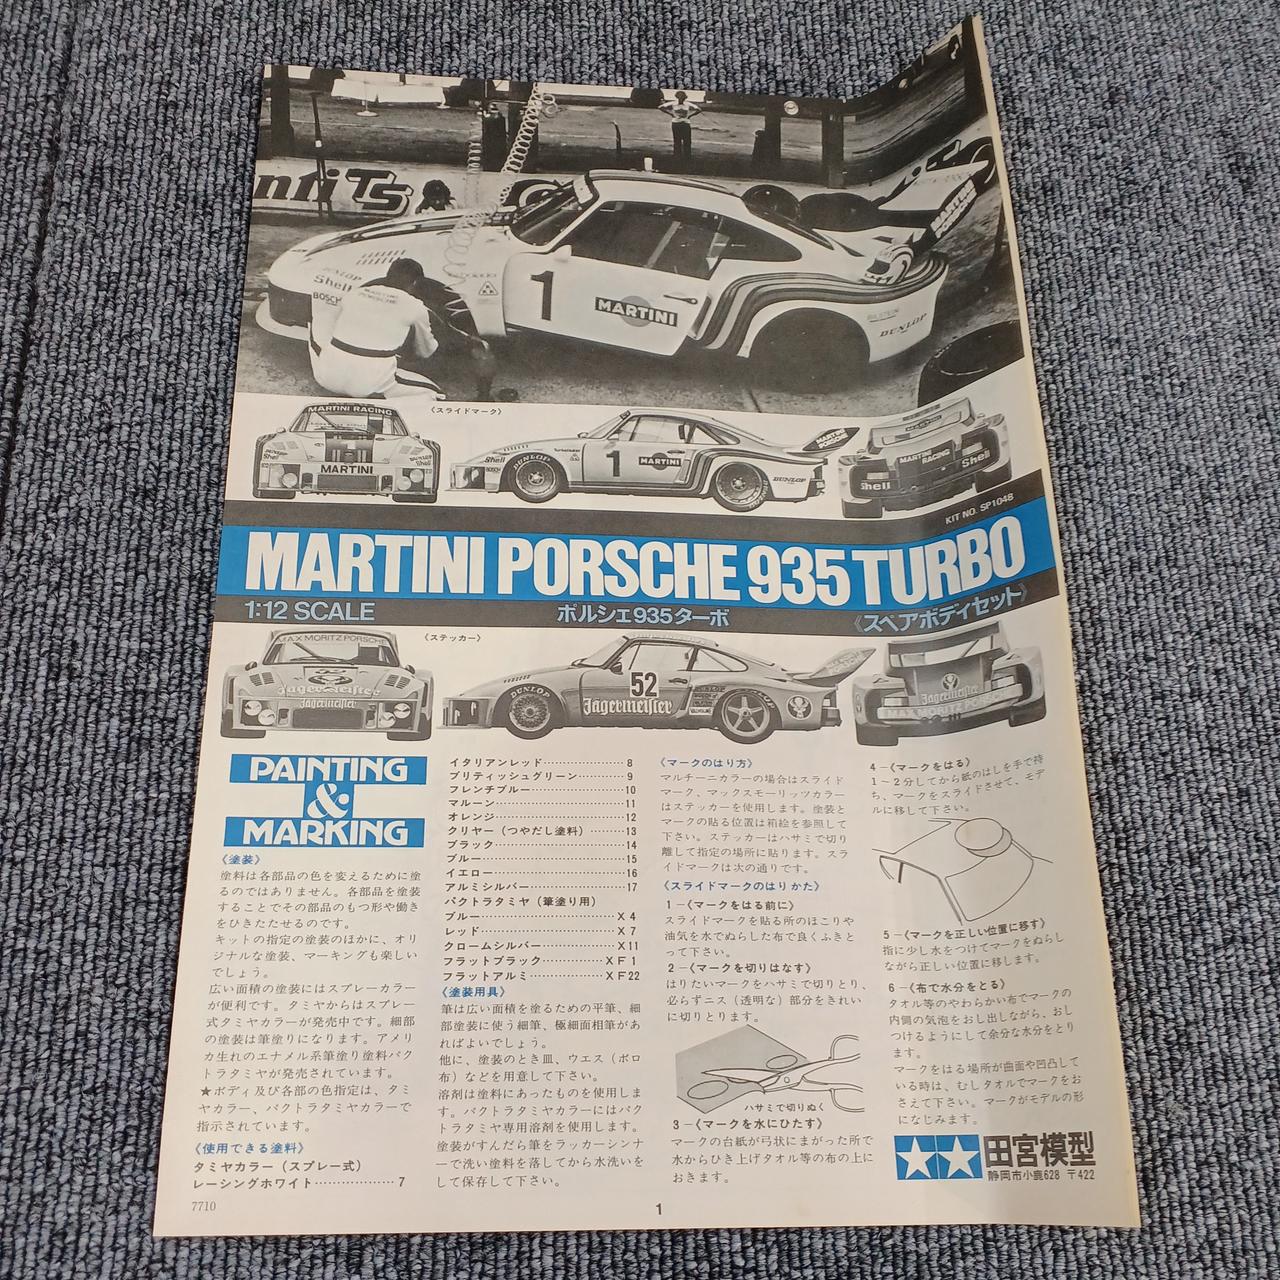 TS
DUNLOP
Shell
BOSCH
MARTINI
PORSCHE
1
MARTINI
MARTINI
PORSCHE
BILSTEIN
DUNLOP
《スライドマーク》
MARTINI RACING
Shell
MARTINI
Shell
BOSCH
DUNLOP
1
MARTINI
DUNLOP
MARTINI
PORSCHE
MARTINI
RACING
Shell
Shell
KIT NO. SP1048
MARTINI PORSCHE 935 TURBO
1:12 SCALE
ポルシェ935ターボ
《スペアボディセット》
《ステッカー》
MAX MORITZ PORSCHE
Jägermeister
Jägermeister
DUNLOP
52
Jägermeister
Jägermeister
MAX MORITZ PORSCHE
PAINTING
&
MARKING
《塗装》
塗料は各部品の色を変えるために塗
るのではありません。各部品を塗装
することでその部品のもつ形や働き
をひきたたせるのです。
キットの指定の塗装のほかに、オリ
ジナルな塗装、マーキングも楽しい
でしょう。
広い面積の塗装にはスプレーカラー
が便利です。タミヤからはスプレー
式タミヤカラーが発売中です。細部
の塗装は筆塗りになります。アメリ
カ生れのエナメル系筆塗り塗料パク
トラタミヤが発売されています。
★ボディ及び各部の色指定は、タミ
ヤカラー、パクトラタミヤカラーで
指示されています。
《使用できる塗料》
タミヤカラー（スプレー式）
レーシングホワイト……………7
イタリアンレッド……………8
ブリティッシュグリーン……………9
フレンチブルー……………10
マルーン……………11
オレンジ……………12
クリヤー（つやだし塗料）………13
ブラック……………14
ブルー……………15
イエロー……………16
アルミシルバー……………17
パクトラタミヤ（筆塗り用）
ブルー……………X4
レッド……………X7
クロームシルバー……………X11
フラットブラック……………XF1
フラットアルミ……………XF22
《塗装用具》
筆は広い面積を塗るための平筆、細
部塗装に使う細筆、極細面相筆があ
ればよいでしょう。
他に、塗装のとき皿、ウエス（ボロ
布）などを用意して下さい。
溶剤は塗料にあったものを使用しま
す。パクトラタミヤカラーにはパク
トラタミヤ専用溶剤を使用します。
塗装がすんだら筆をラッカーシンナ
ーで洗い塗料を落してから水洗いを
して保存して下さい。
《マークのはり方》
マルチーニカラーの場合はスライド
マーク、マックスモーリッツカラー
はステッカーを使用します。塗装と
マークの貼る位置は箱絵を参照して
下さい。ステッカーはハサミで切り
離して指定の場所に貼ります。スラ
イドマークは次の通りです。
《スライドマークのはりかた》
1－《マークをはる前に》
スライドマークを貼る所のほこりや
油気を水でぬらした布で良くふきと
って下さい。
2－《マークを切りはなす》
はりたいマークをハサミで切りとり、
必らずニス（透明な）部分をきれい
に切りとります。
ハサミで切りぬく
3－《マークを水にひたす》
マークの台紙が弓状にまがった所で
水からひき上げタオル等の布の上に
おきます。
4－《マークをはる》
1～2分してから紙のはしを手で持
ち、マークをスライドさせて、モデ
ルに移して下さい。
5－《マークを正しい位置に移す》
指に少し水をつけてマークをぬらし
ながら正しい位置に移します。
6－《布で水分をとる》
タオル等のやわらかい布でマークの
内側の気泡をおし出しながら、おし
つけるようにして余分な水分をとり
ます。
マークをはる場所が曲面や凹凸して
いる時は、むしタオルでマークをお
さえて下さい。マークがモデルの形
になじみます。
田宮模型
静岡市小鹿628 〒422
7710
1